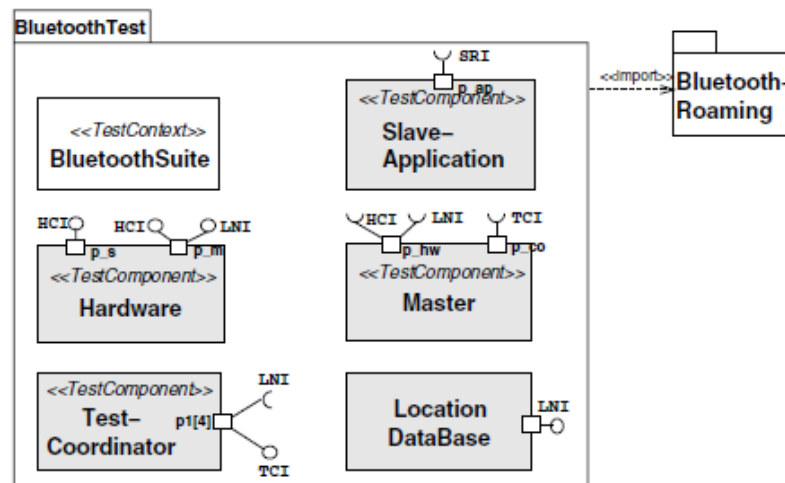 BluetoothTest
SRI
p_ap
<<TestComponent>>
Slave-
Application
<<import>>
Bluetooth-
Roaming
<<TestContext>>
BluetoothSuite
HCI
HCI
LNI
p_s
p_m
<<TestComponent>>
Hardware
HCI
LNI
TCI
p_hw
p_co
<<TestComponent>>
Master
<<TestComponent>>
Test-
Coordinator
p1[4]
LNI
TCI
Location
DataBase
LNI